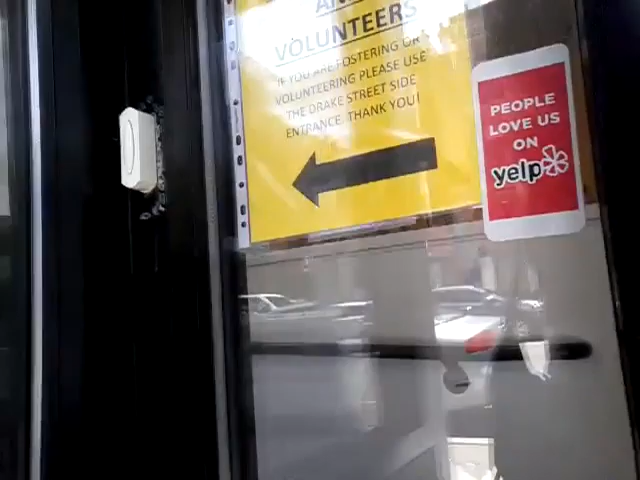 VOLUNTEERS
IF YOU ARE FOSTERING OR
VOLUNTEERING PLEASE USE
THE DRAKE STREET SIDE
ENTRANCE. THANK YOU!
PEOPLE
LOVE US
ON
yelp